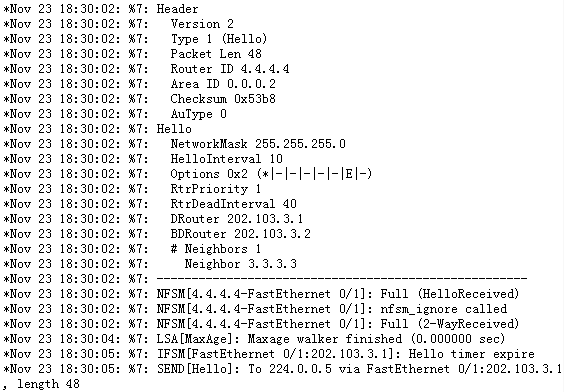 *Nov 23 18:30:02: %7: Header
*Nov 23 18:30:02: %7:   Version 2
*Nov 23 18:30:02: %7:   Type 1 (Hello)
*Nov 23 18:30:02: %7:   Packet Len 48
*Nov 23 18:30:02: %7:   Router ID 4.4.4.4
*Nov 23 18:30:02: %7:   Area ID 0.0.0.2
*Nov 23 18:30:02: %7:   Checksum 0x53b8
*Nov 23 18:30:02: %7:   AuType 0
*Nov 23 18:30:02: %7: Hello
*Nov 23 18:30:02: %7:   NetworkMask 255.255.255.0
*Nov 23 18:30:02: %7:   HelloInterval 10
*Nov 23 18:30:02: %7:   Options 0x2 (*|-|-|-|-|-|E|-)
*Nov 23 18:30:02: %7:   RtrPriority 1
*Nov 23 18:30:02: %7:   RtrDeadInterval 40
*Nov 23 18:30:02: %7:   DRouter 202.103.3.1
*Nov 23 18:30:02: %7:   BDRouter 202.103.3.2
*Nov 23 18:30:02: %7:   # Neighbors 1
*Nov 23 18:30:02: %7:     Neighbor 3.3.3.3
*Nov 23 18:30:02: %7: -----------------------------------------------------
*Nov 23 18:30:02: %7: NFSM[4.4.4.4-FastEthernet 0/1]: Full (HelloReceived)
*Nov 23 18:30:02: %7: NFSM[4.4.4.4-FastEthernet 0/1]: nfsm_ignore called
*Nov 23 18:30:02: %7: NFSM[4.4.4.4-FastEthernet 0/1]: Full (2-WayReceived)
*Nov 23 18:30:04: %7: LSA[MaxAge]: Maxage walker finished (0.000000 sec)
*Nov 23 18:30:05: %7: IFSM[FastEthernet 0/1:202.103.3.1]: Hello timer expire
*Nov 23 18:30:05: %7: SEND[Hello]: To 224.0.0.5 via FastEthernet 0/1:202.103.3.1
, length 48